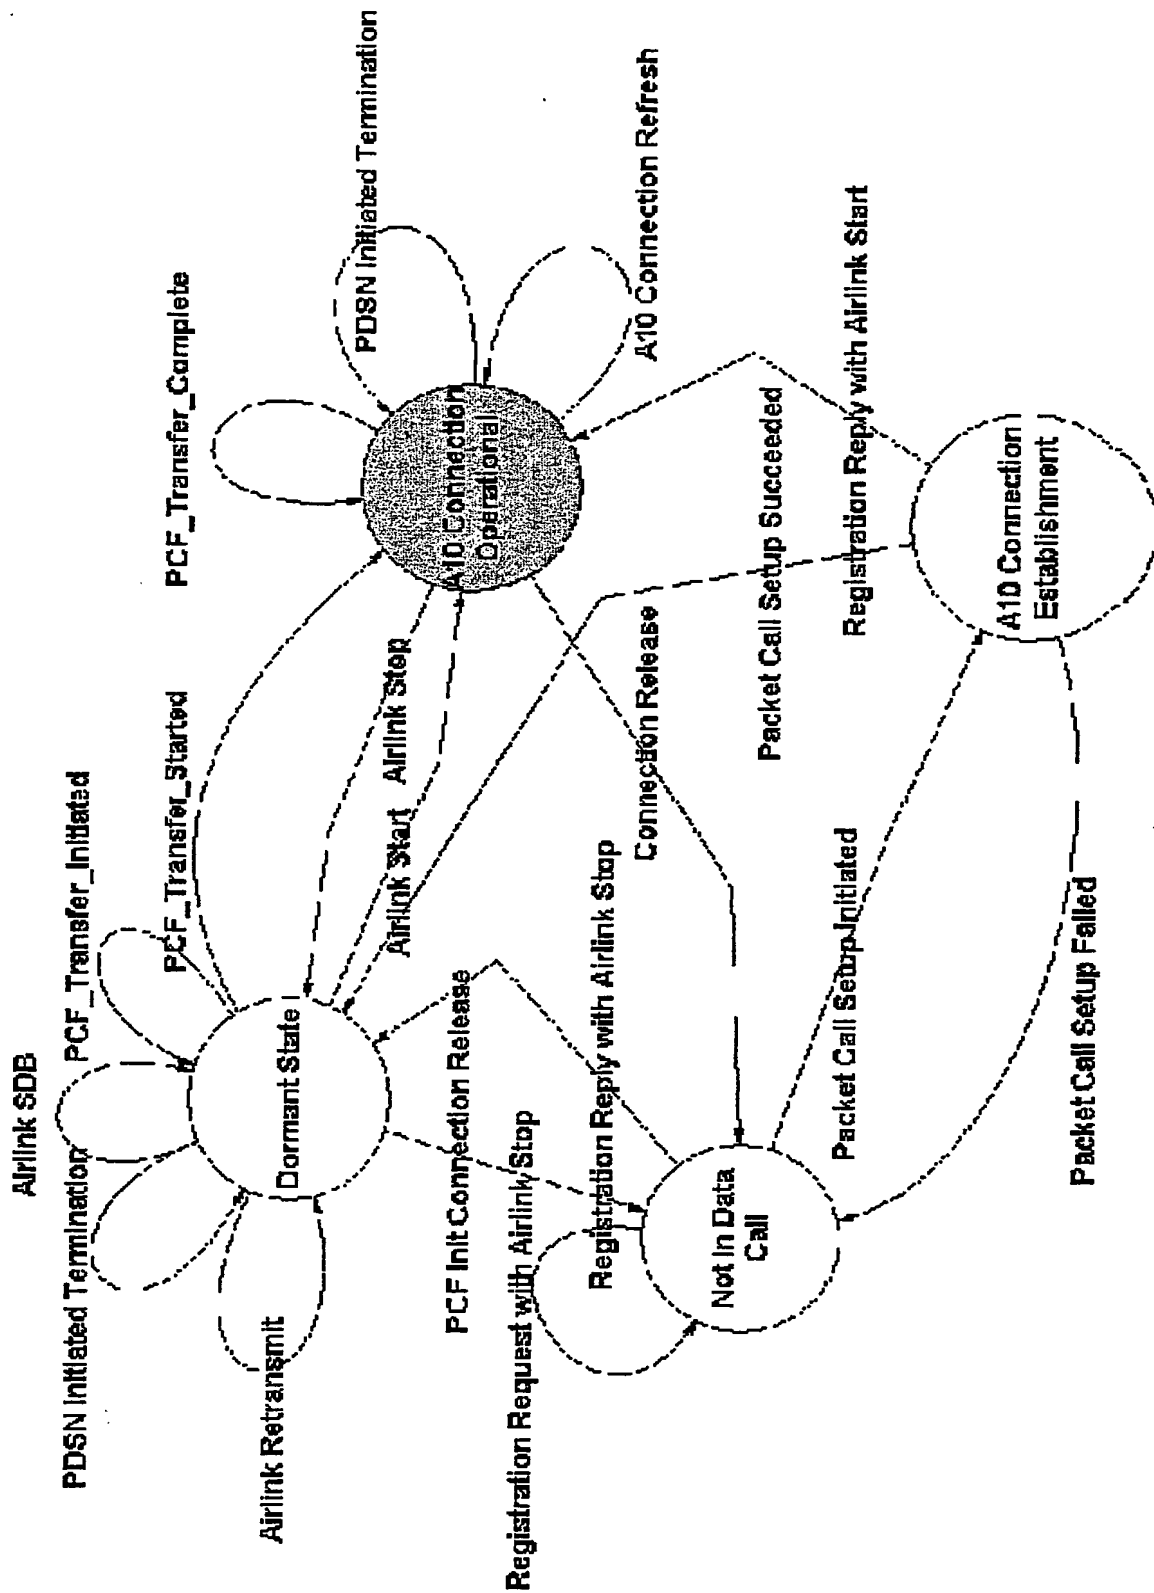 Airlink SDB
PDSN Initiated Termination
PCF_Transfer_Initiated
PCF_Transfer_Started
PCF_Transfer_Complete
Airlink Retransmit
Dormant State
PDSN Initiated Termination
Airlink Stop
Airlink Start
A10 Connection
Operational
A10 Connection Refresh
PCF Init Connection Release
Registration Request with Airlink Stop
Registration Reply with Airlink Stop
Connection Release
Packet Call Setup Succeeded
Registration Reply with Airlink Start
Not In Data
Call
Packet Call Setup Initiated
A10 Connection
Establishment
Packet Call Setup Failed